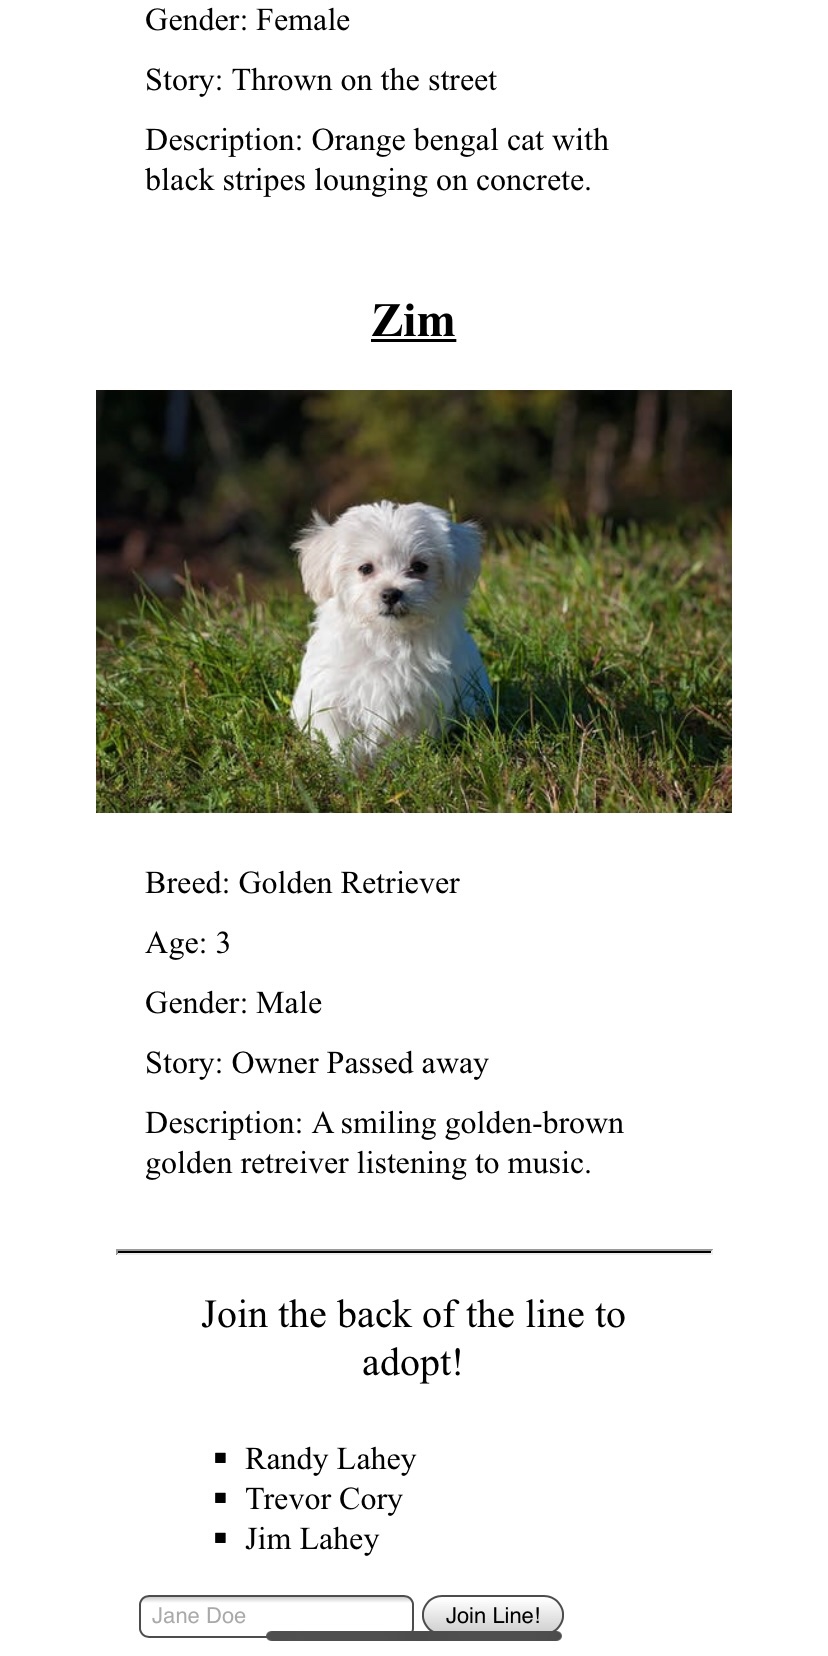 Gender: Female
Story: Thrown on the street
Description: Orange bengal cat with
black stripes lounging on concrete.
Zim
Breed: Golden Retriever
Age: 3
Gender: Male
Story: Owner Passed away
Description: A smiling golden-brown
golden retreiver listening to music.
Join the back of the line to
adopt!
Randy Lahey
Trevor Cory
Jim Lahey
Jane Doe Join Line!